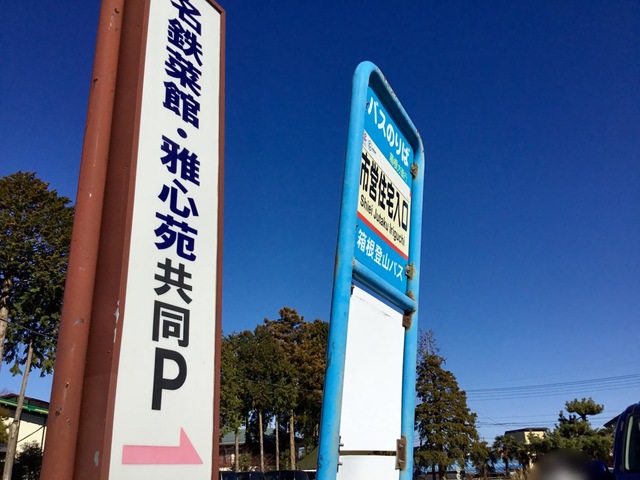 名鉄菜館・雅心苑共同P
バスのりば
市営住宅入口
Shiei Jutaku Iriguchi
箱根登山バス